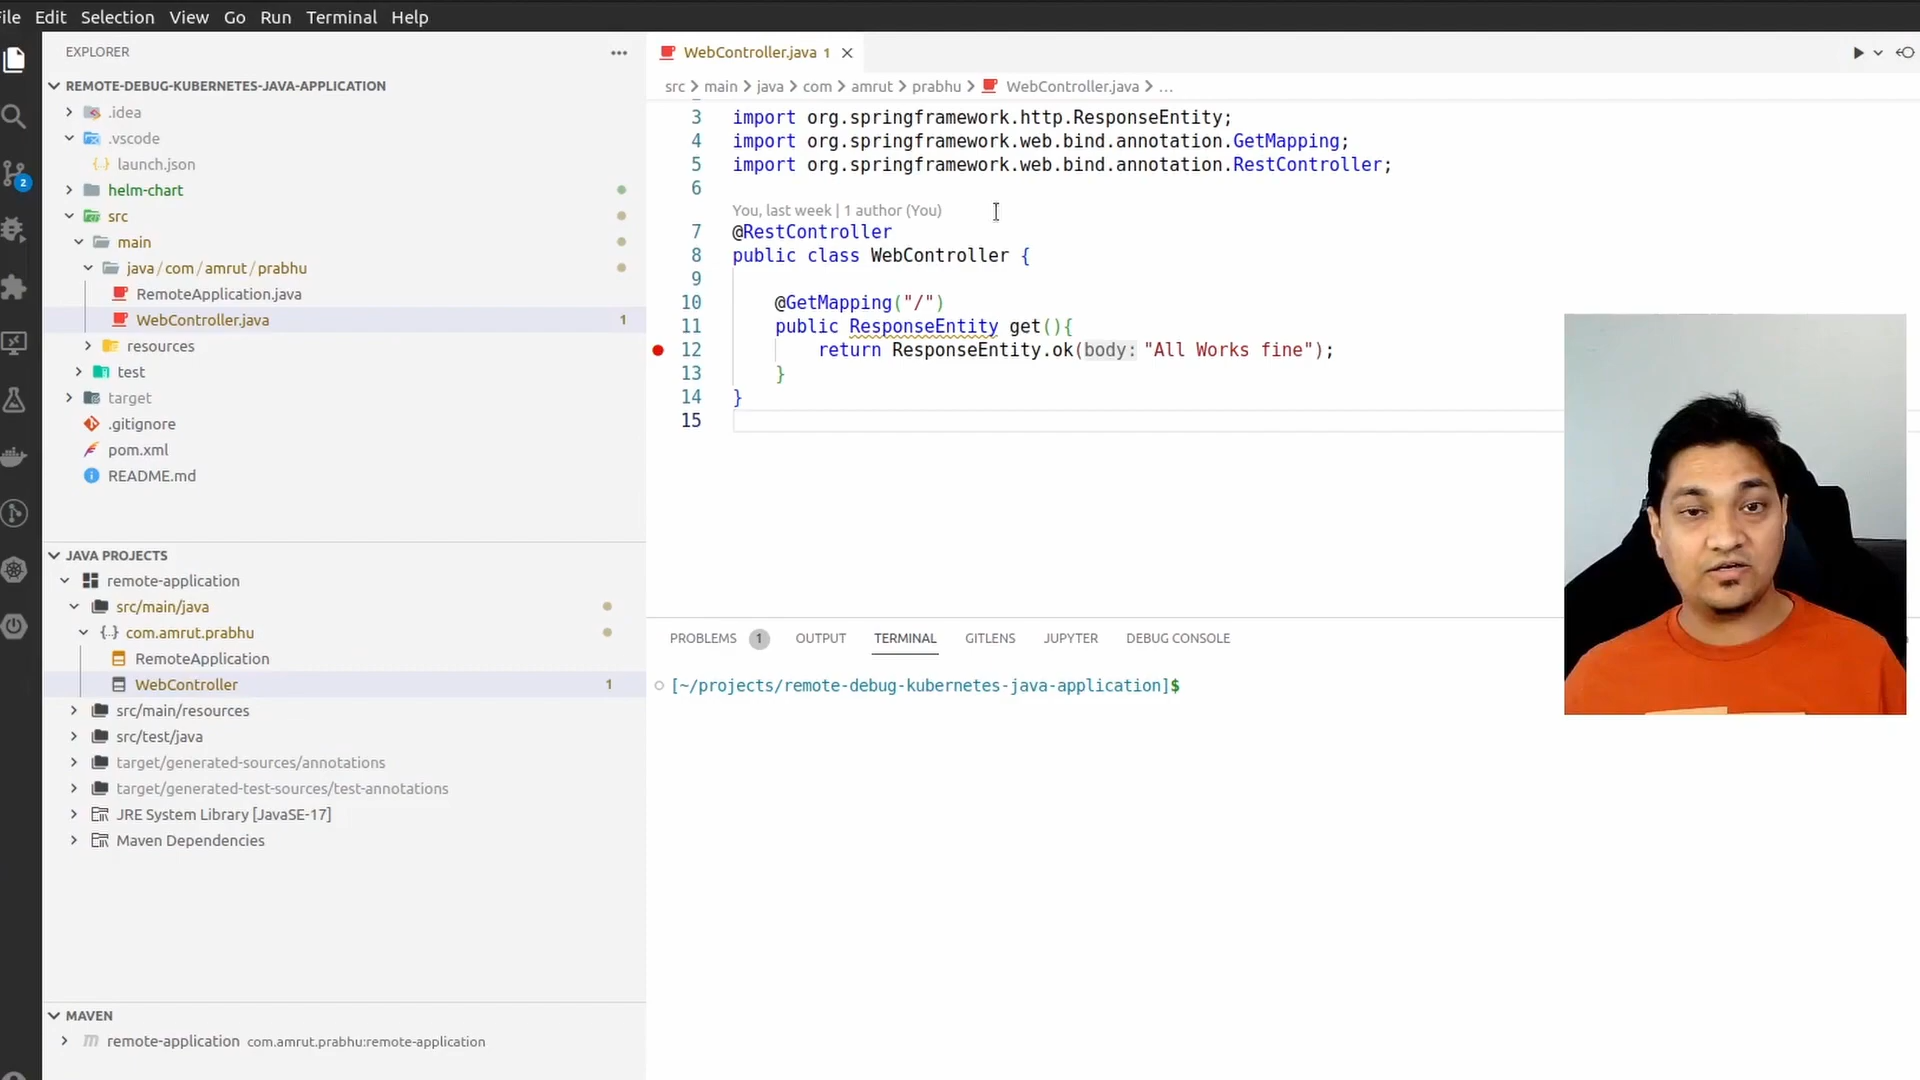 File Edit Selection View Go Run Terminal Help
EXPLORER
REMOTE-DEBUG-KUBERNETES-JAVA-APPLICATION
.idea
.vscode
{} launch.json
helm-chart
src
main
java/com/amrut/prabhu
RemoteApplication.java
WebController.java 1
resources
test
target
.gitignore
pom.xml
README.md
JAVA PROJECTS
remote-application
src/main/java
{} com.amrut.prabhu
RemoteApplication
WebController 1
src/main/resources
src/test/java
target/generated-sources/annotations
target/generated-test-sources/test-annotations
JRE System Library [JavaSE-17]
Maven Dependencies
MAVEN
remote-application com.amrut.prabhu:remote-application
2
WebController.java 1
src > main > java > com > amrut > prabhu > WebController.java > ...
3 import org.springframework.http.ResponseEntity;
4 import org.springframework.web.bind.annotation.GetMapping;
5 import org.springframework.web.bind.annotation.RestController;
6
You, last week | 1 author (You)
7 @RestController
8 public class WebController {
9
10 @GetMapping("/")
11 public ResponseEntity get(){
12 return ResponseEntity.ok(body: "All Works fine");
13 }
14 }
15
PROBLEMS 1 OUTPUT TERMINAL GITLENS JUPYTER DEBUG CONSOLE
[~/projects/remote-debug-kubernetes-java-application]$